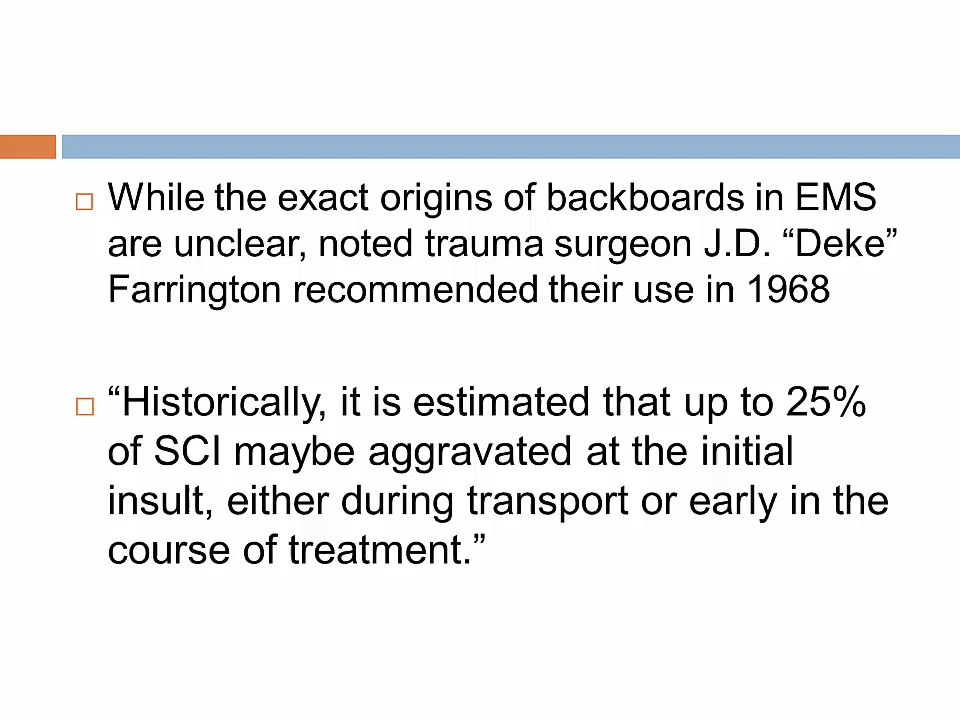 While the exact origins of backboards in EMS
are unclear, noted trauma surgeon J.D. “Deke”
Farrington recommended their use in 1968
“Historically, it is estimated that up to 25%
of SCI maybe aggravated at the initial
insult, either during transport or early in the
course of treatment.”